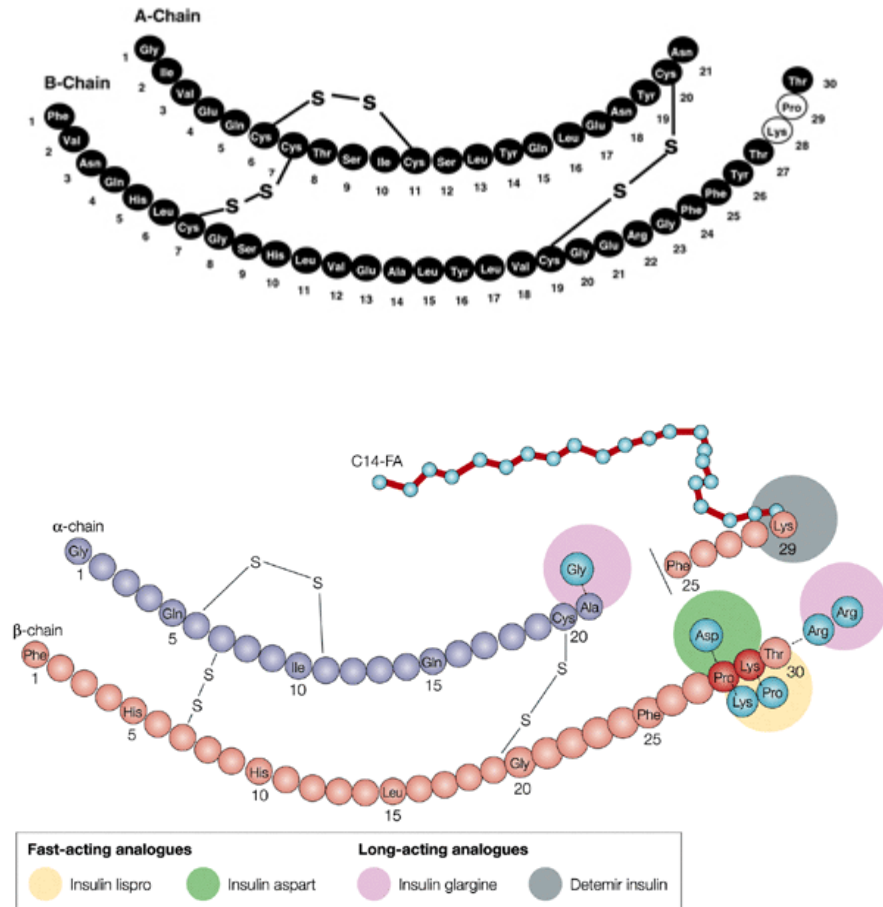 A-Chain
Gly Ile Val Glu Gln Cys Cys Thr Ser Ile Cys Ser Leu Tyr Gln Leu Glu Asn Tyr Cys Asn
1 2 3 4 5 6 7 8 9 10 11 12 13 14 15 16 17 18 19 20 21
S S
S S
S S
B-Chain
Phe Val Asn Gln His Leu Cys Gly Ser His Leu Val Glu Ala Leu Tyr Leu Val Cys Gly Glu Arg Gly Phe Phe Tyr Thr Lys Pro Thr
1 2 3 4 5 6 7 8 9 10 11 12 13 14 15 16 17 18 19 20 21 22 23 24 25 26 27 28 29 30
C14-FA
Lys
29
Phe
25
α-chain
Gly Gln Ile Gln Cys Ala
1 5 10 15 20
Gly
S S
S S
S S
β-chain
Phe His His Leu Gly Phe Pro Lys Thr
1 5 10 15 20 25 30
Asp
Lys Pro
Arg Arg
Fast-acting analogues Long-acting analogues
Insulin lispro Insulin aspart Insulin glargine Detemir insulin